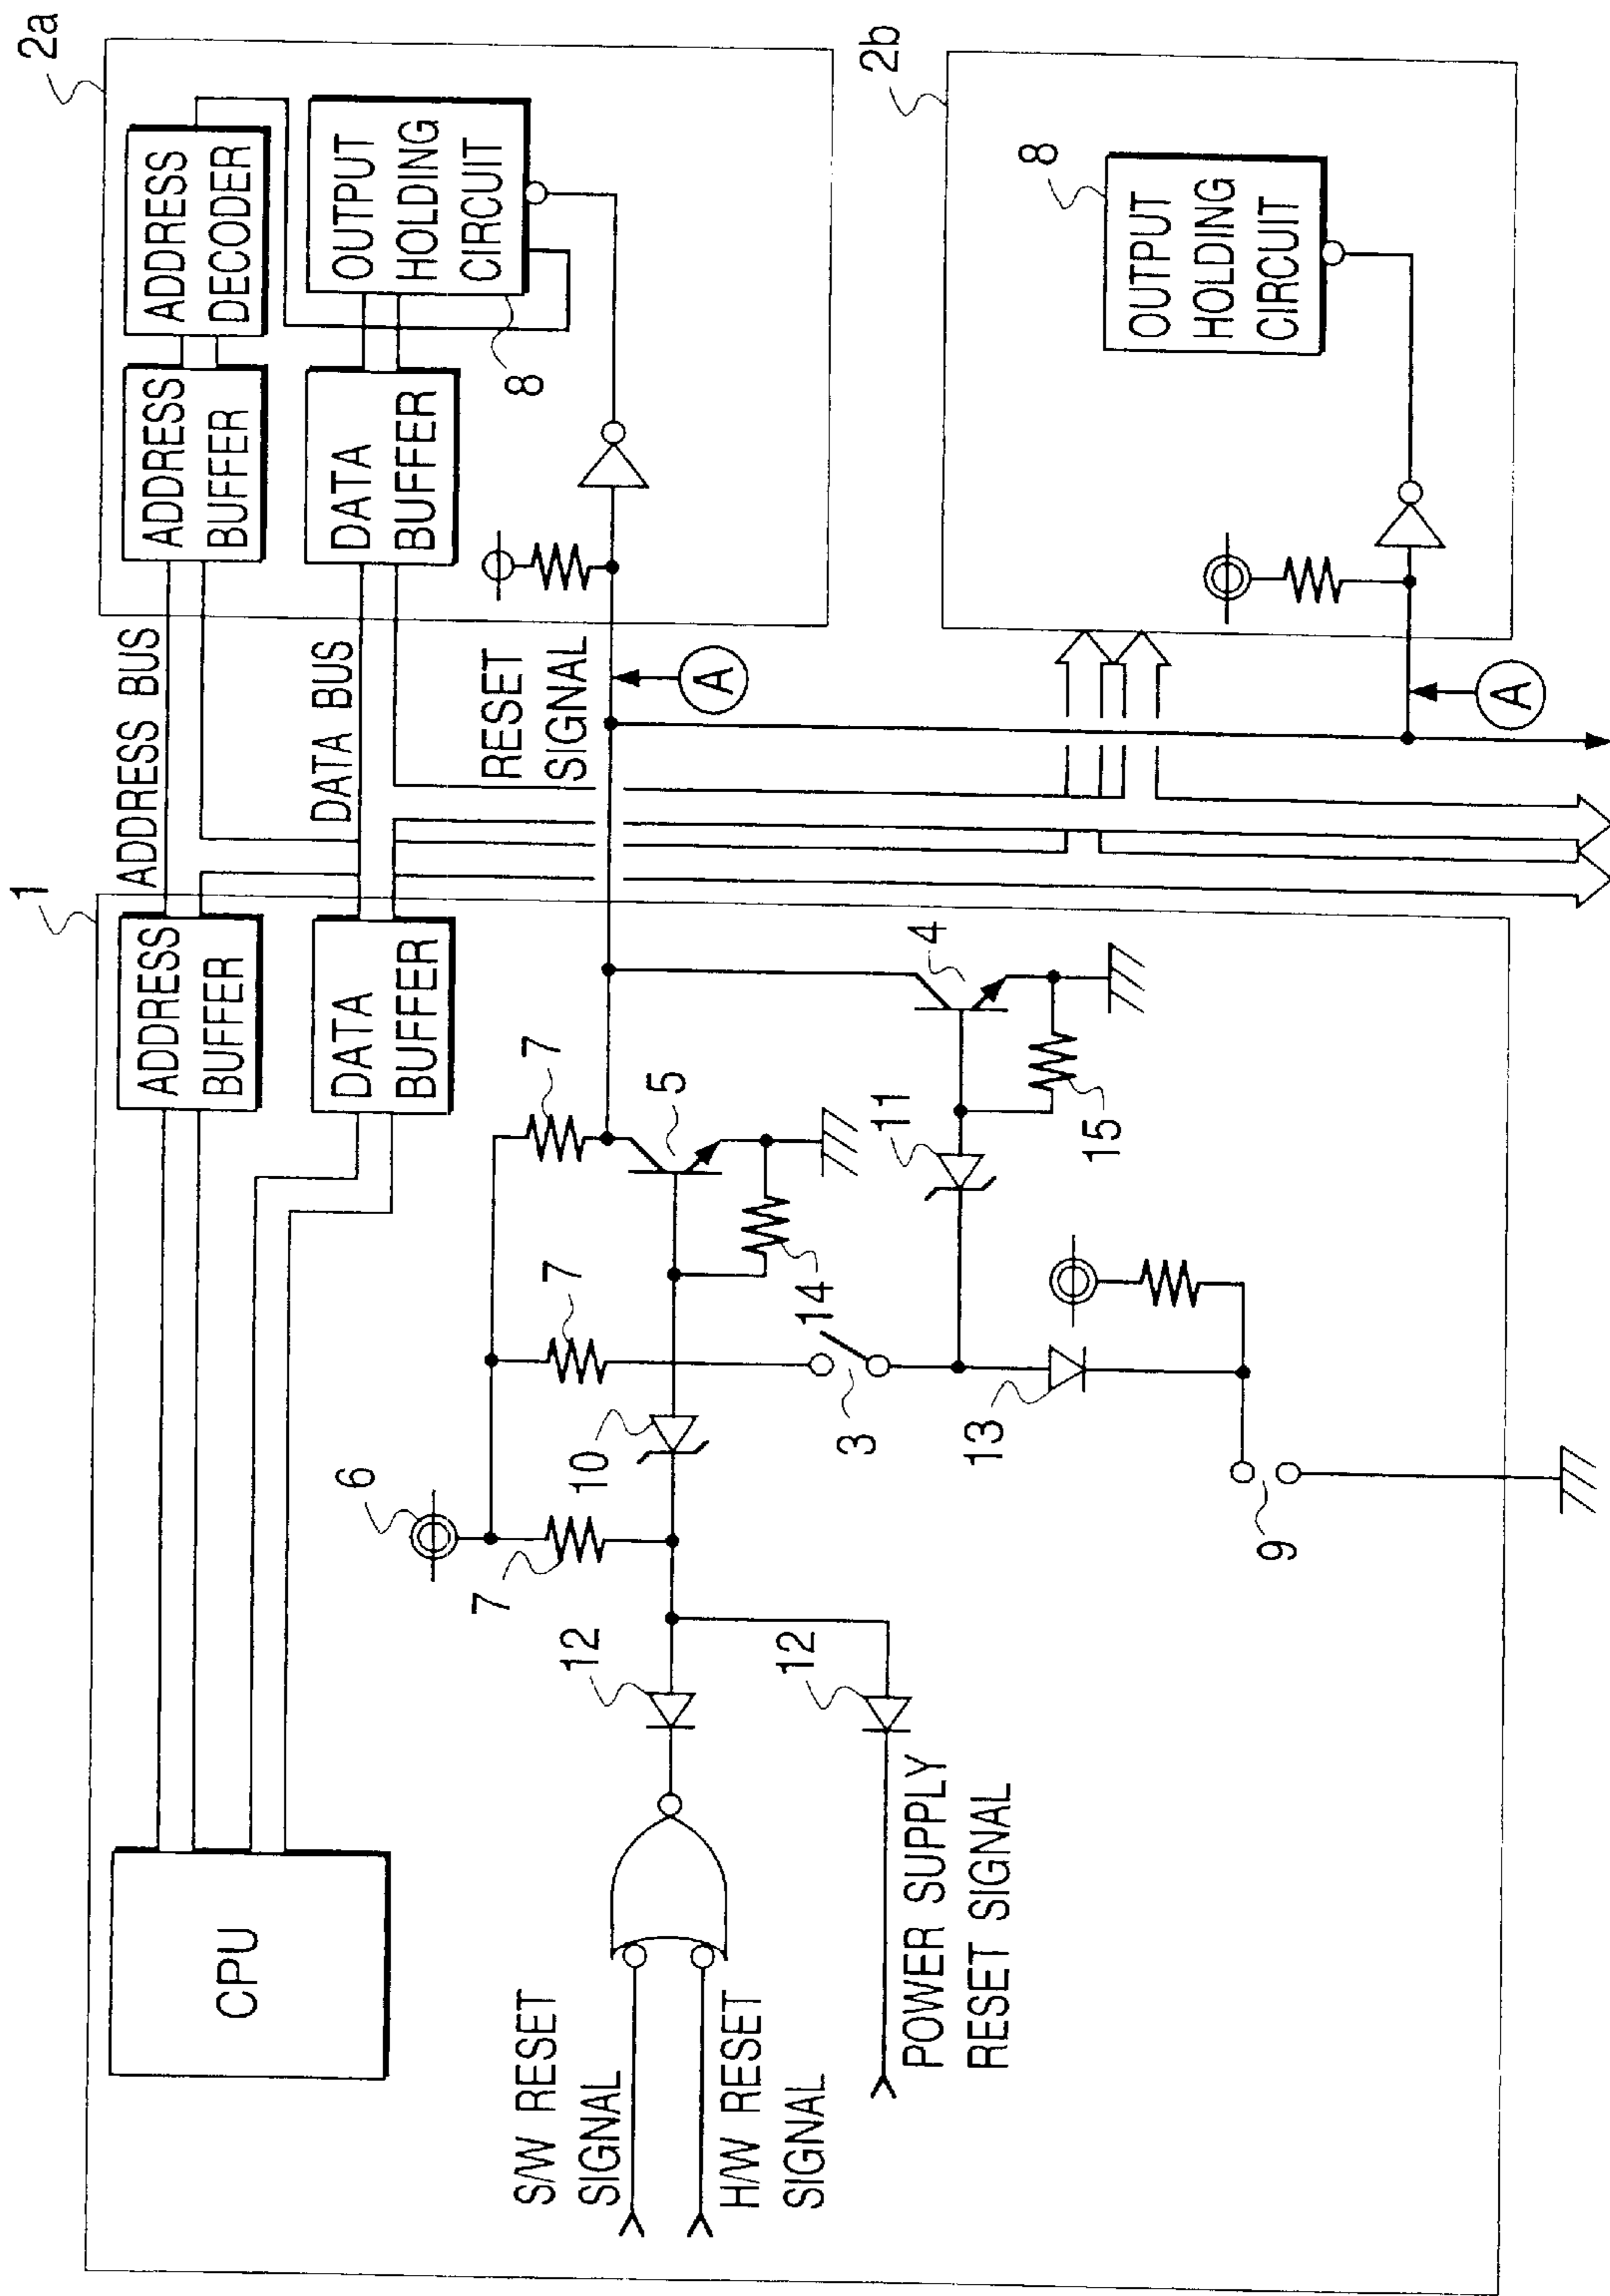 1
2a
2b
CPU
ADDRESS
BUFFER
ADDRESS BUS
ADDRESS
BUFFER
ADDRESS
DECODER
DATA
BUFFER
DATA BUS
DATA
BUFFER
OUTPUT
HOLDING
CIRCUIT
8
RESET
SIGNAL
A
8
OUTPUT
HOLDING
CIRCUIT
A
6
7
7
7
10
5
14
4
11
15
3
13
9
12
12
S/W RESET
SIGNAL
H/W RESET
SIGNAL
POWER SUPPLY
RESET SIGNAL